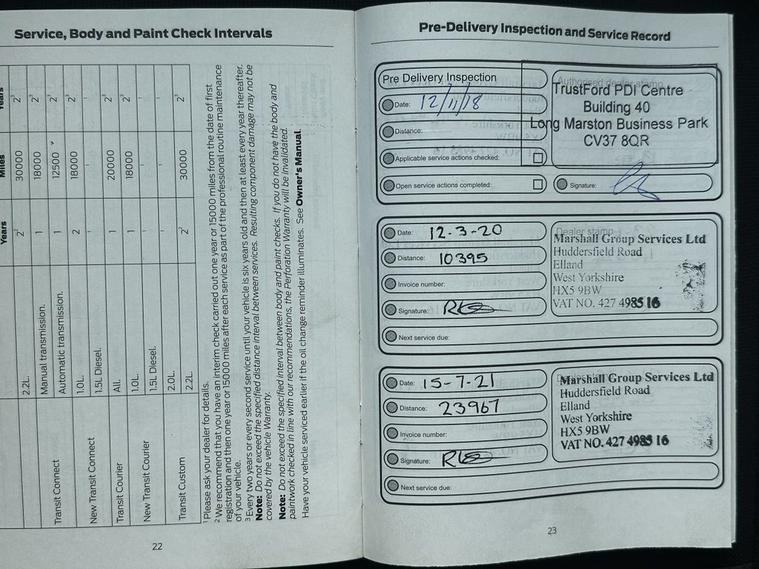 Service, Body and Paint Check Intervals
Years
Miles
Years
2.2L. 2² 30000 2³
Transit Connect
Manual transmission. 1 18000 2³
Automatic transmission. 1 12500 2³
1.0L. 2 18000 2³
New Transit Connect
1.5L Diesel.
Transit Courier
All. 1 20000 2³
1.0L. 1 18000 2³
New Transit Courier
1.5L Diesel.
Transit Custom
2.0L.
2.2L. 2² 30000 2³
¹ Please ask your dealer for details.
² We recommend that you have an interim check carried out one year or 15000 miles from the date of first
registration and then one year or 15000 miles after each service as part of the professional routine maintenance
of your vehicle.
³ Every two years or every second service until your vehicle is six years old and then at least every year thereafter.
Note: Do not exceed the specified distance interval between services. Resulting component damage may not be
covered by the vehicle Warranty.
Note: Do not exceed the specified interval between body and paint checks. If you do not have the body and
paintwork checked in line with our recommendations, the Perforation Warranty will be invalidated.
Have your vehicle serviced earlier if the oil change reminder illuminates. See Owner's Manual.
22
Pre-Delivery Inspection and Service Record
Pre Delivery Inspection
Date: 12/11/18
Distance:
Applicable service actions checked:
Open service actions completed:
Authorised dealer stamp
TrustFord PDI Centre
Building 40
Long Marston Business Park
CV37 8QR
Signature:
Date: 12-3-20
Distance: 10395
Invoice number:
Signature:
Next service due:
Dealer stamp
Marshall Group Services Ltd
Huddersfield Road
Elland
West Yorkshire
HX5 9BW
VAT NO. 427 4985 16
Date: 15-7-21
Distance: 23967
Invoice number:
Signature:
Next service due:
Marshall Group Services Ltd
Huddersfield Road
Elland
West Yorkshire
HX5 9BW
VAT NO. 427 4985 16
23